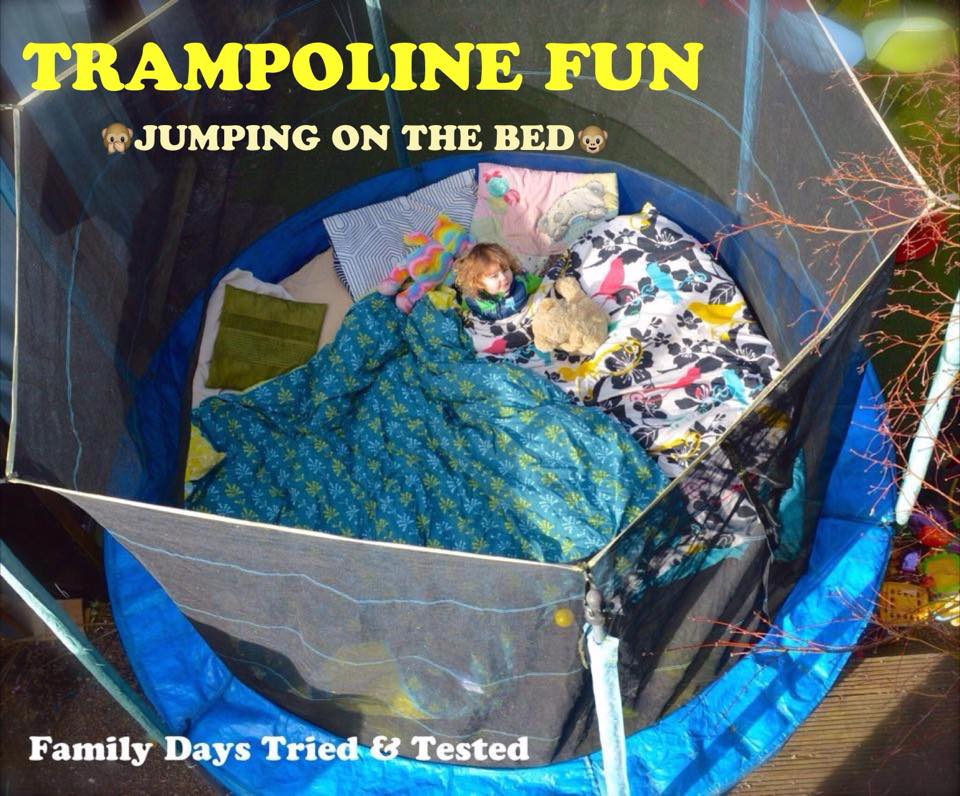 TRAMPOLINE FUN
🙊JUMPING ON THE BED🐵
Family Days Tried & Tested